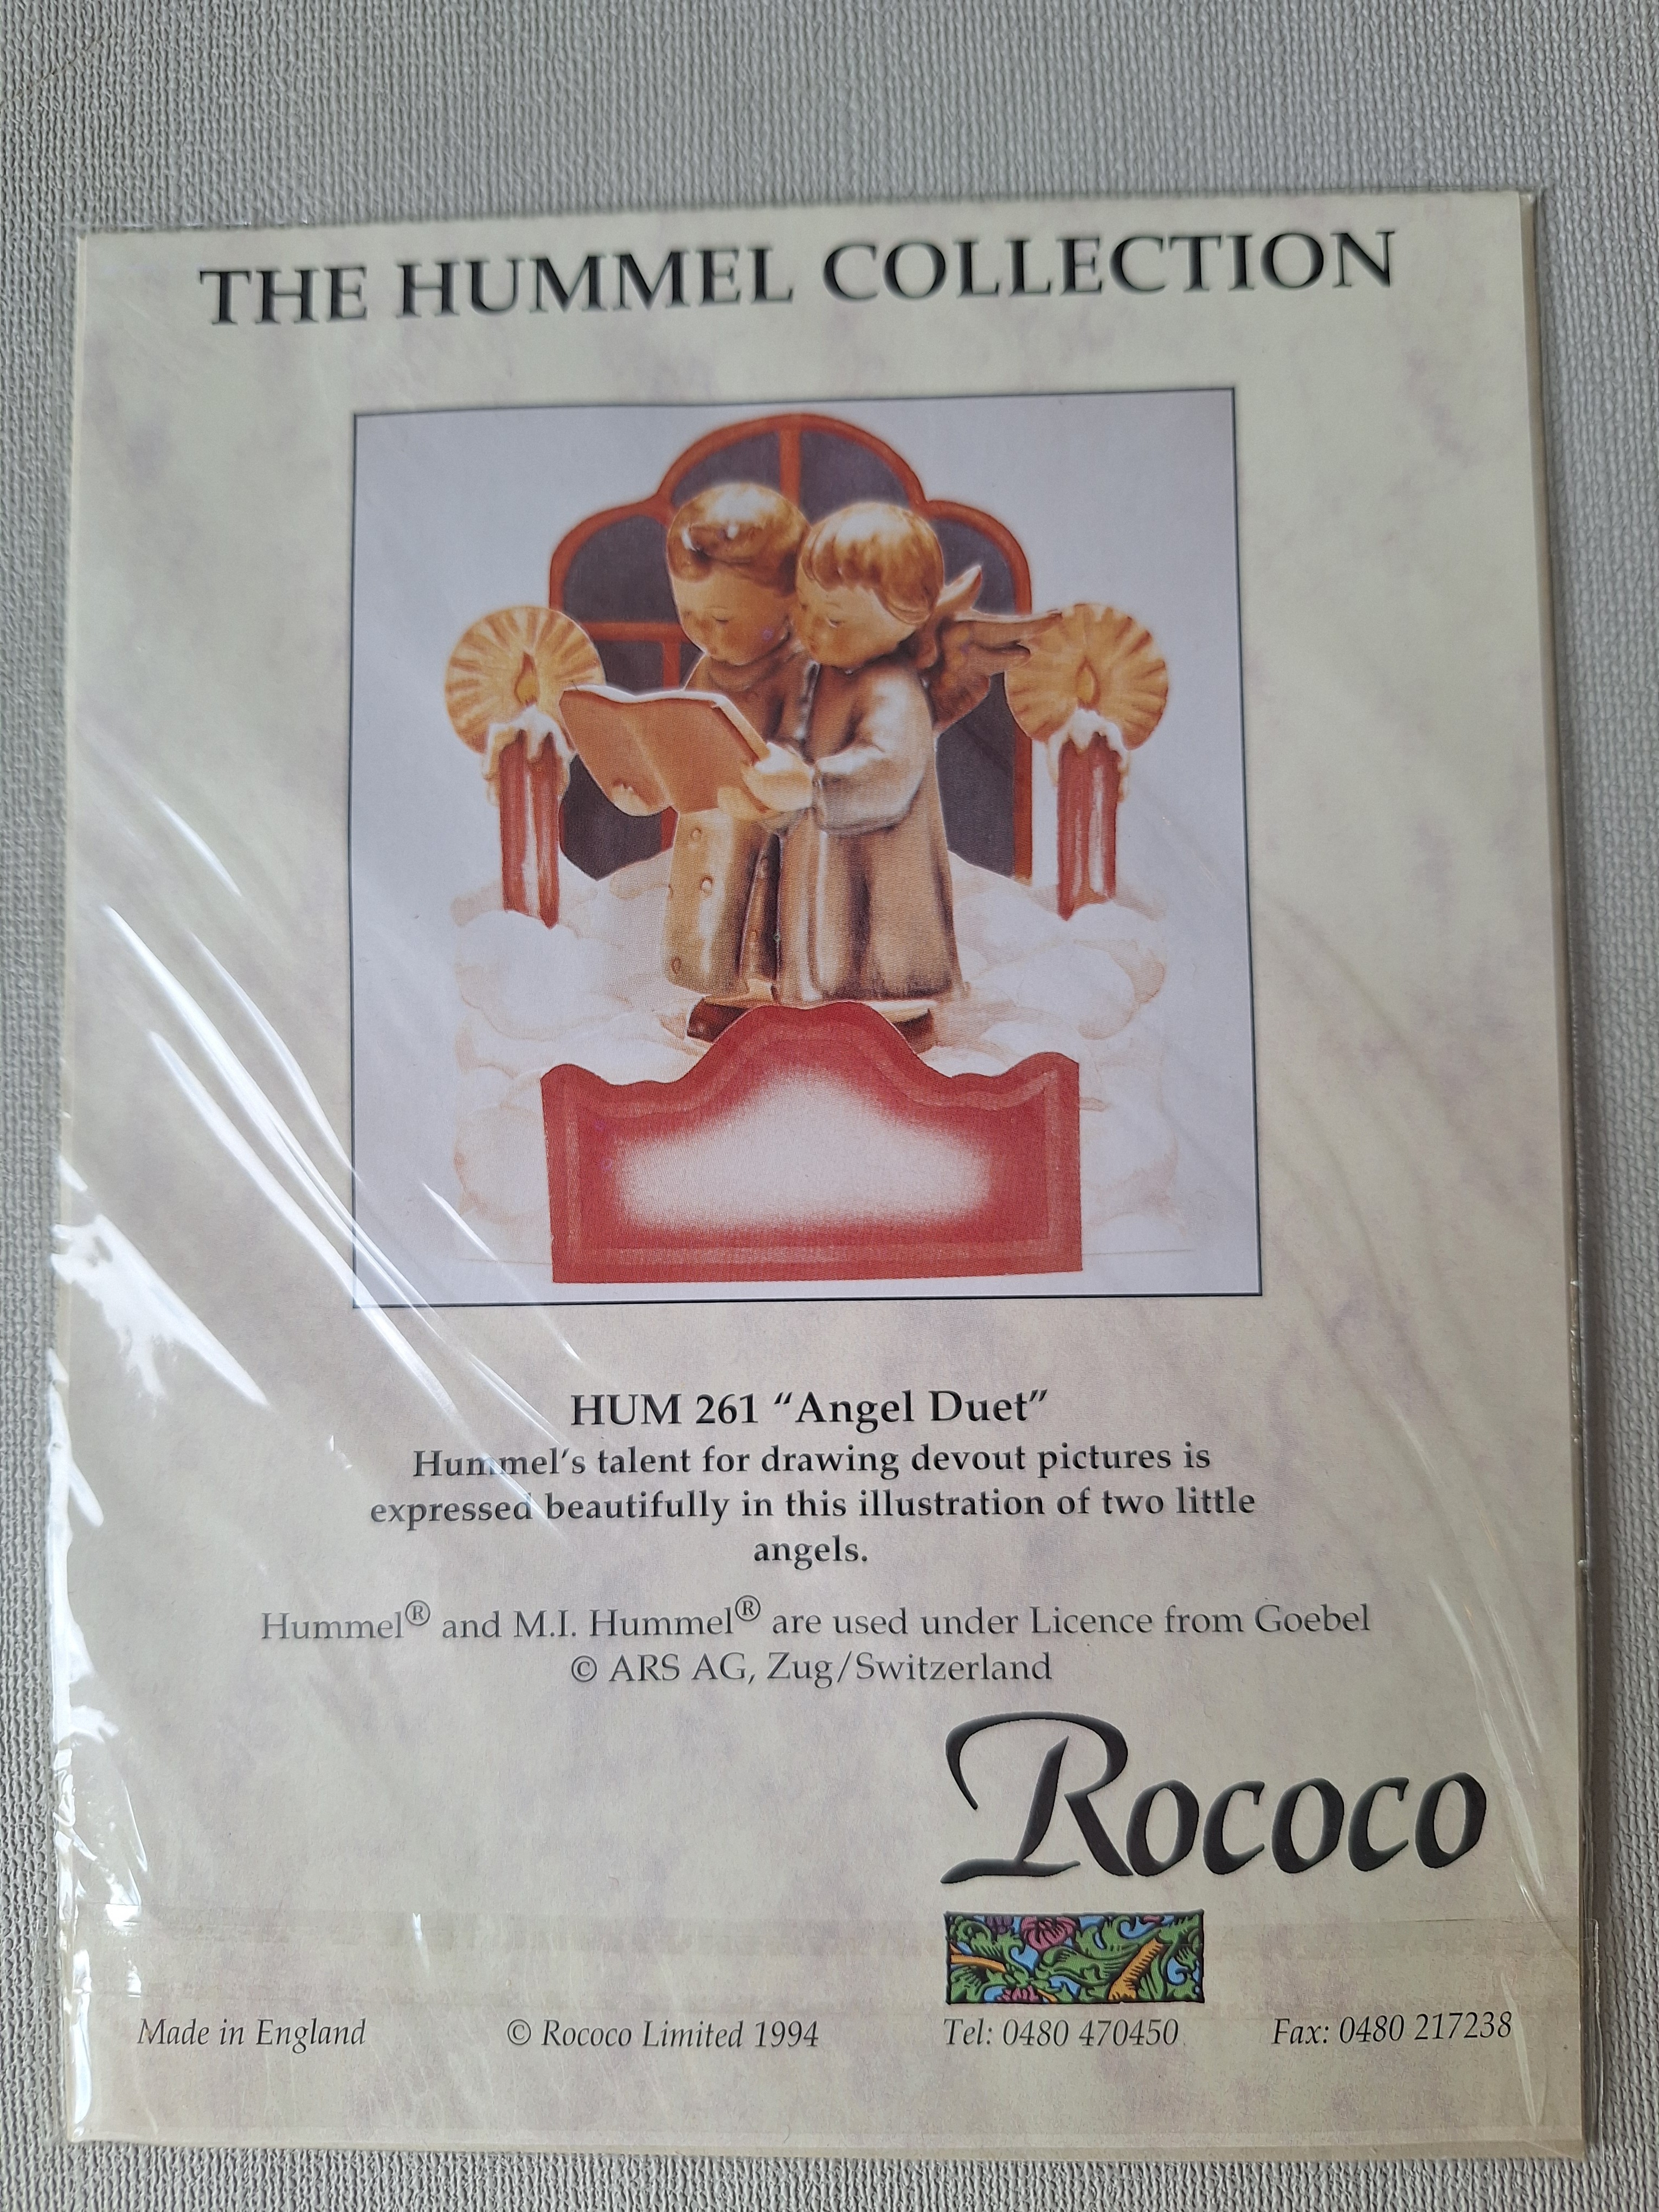 THE HUMMEL COLLECTION
HUM 261 “Angel Duet”
Hummel’s talent for drawing devout pictures is
expressed beautifully in this illustration of two little
angels.
Hummel® and M.I. Hummel® are used under Licence from Goebel
© ARS AG, Zug/Switzerland
Rococo
Made in England © Rococo Limited 1994 Tel: 0480 470450 Fax: 0480 217238